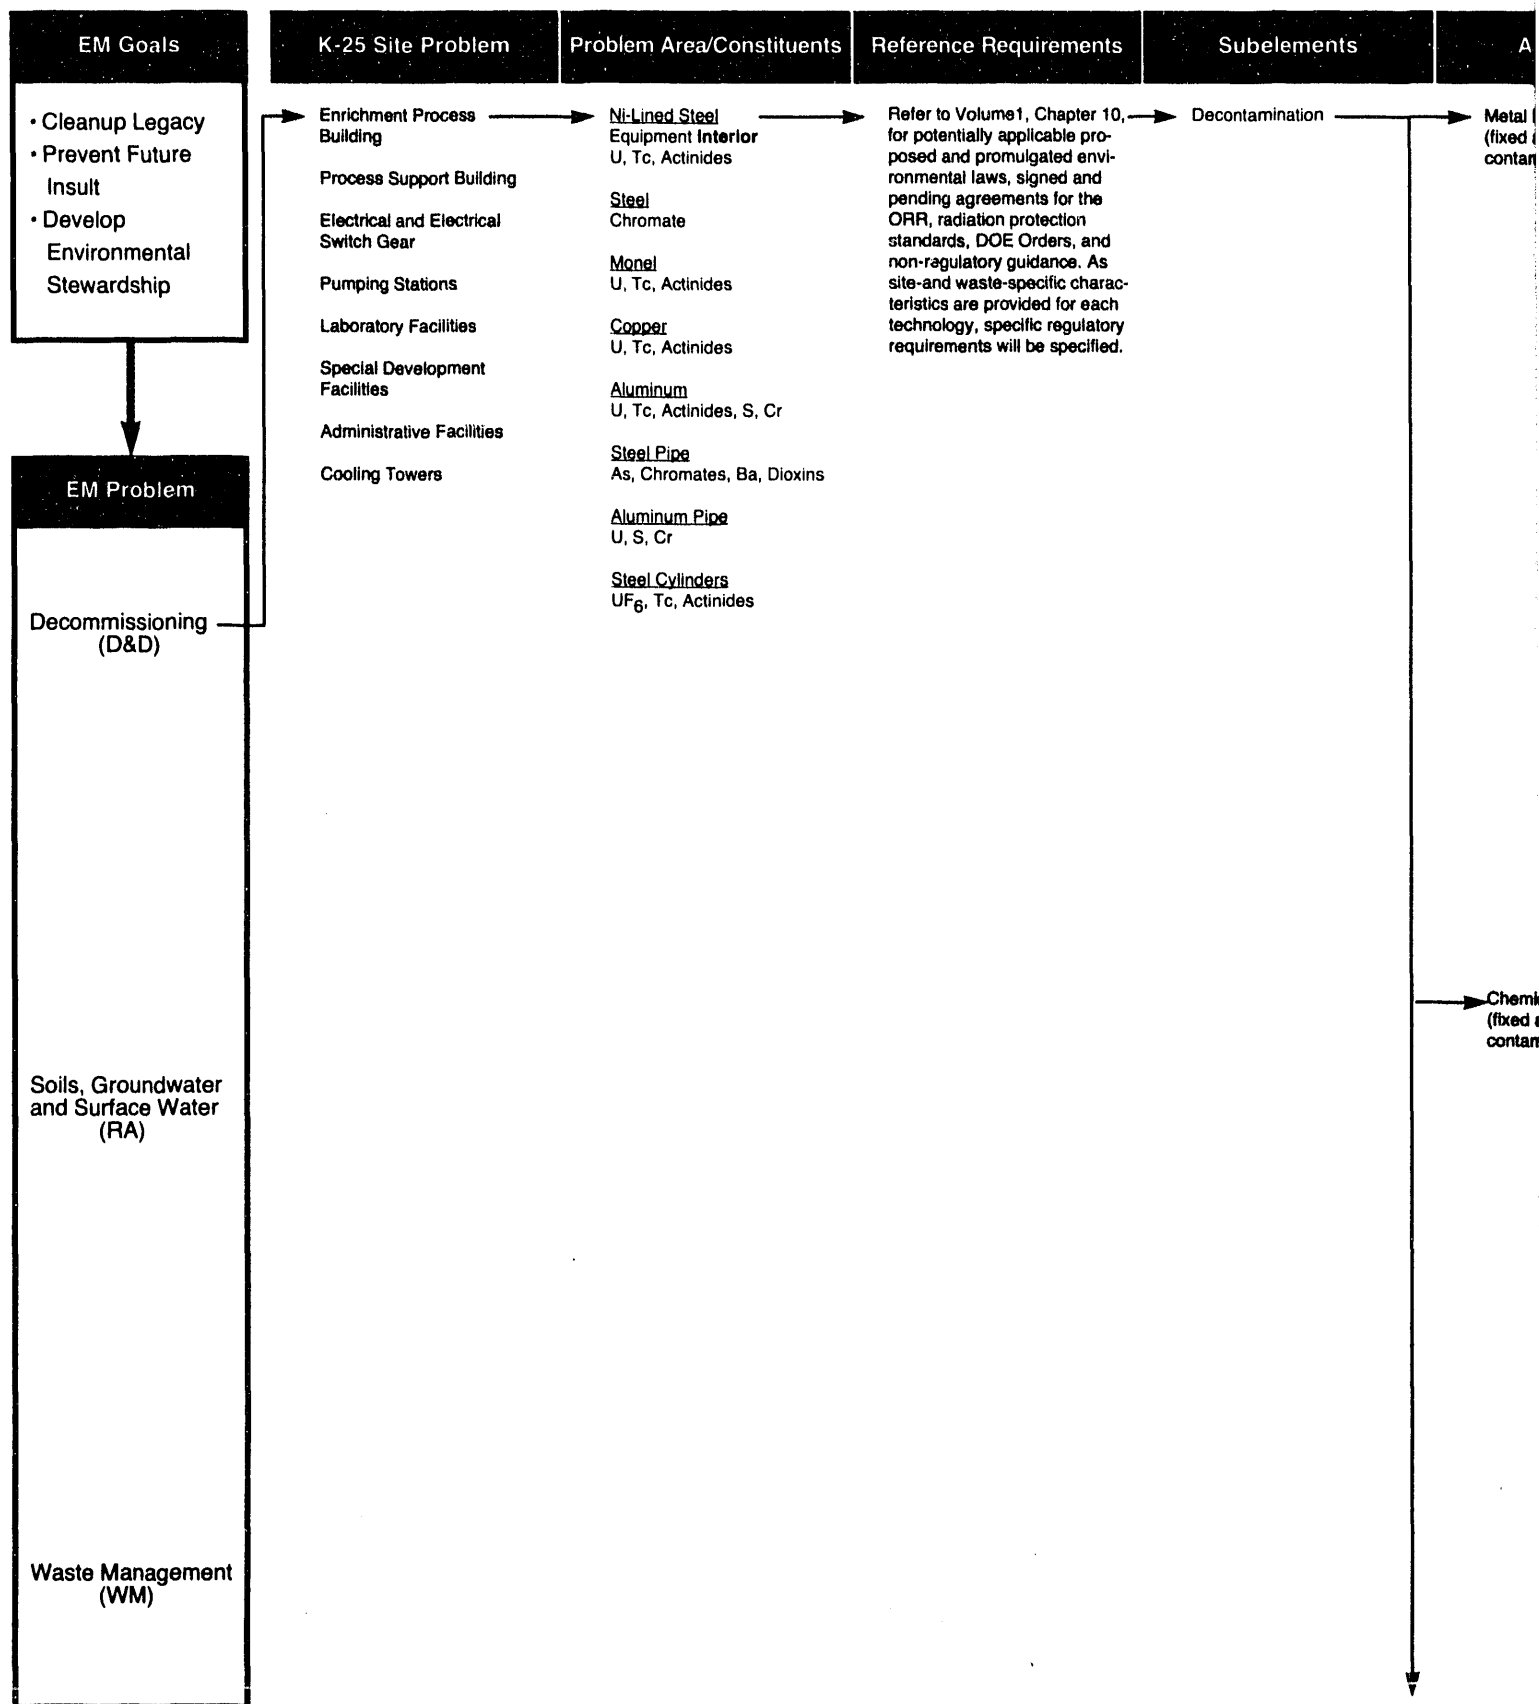 EM Goals
• Cleanup Legacy
• Prevent Future
Insult
• Develop
Environmental
Stewardship
EM Problem
Decommissioning
(D&D)
Soils, Groundwater
and Surface Water
(RA)
Waste Management
(WM)
K-25 Site Problem
Enrichment Process
Building
Process Support Building
Electrical and Electrical
Switch Gear
Pumping Stations
Laboratory Facilities
Special Development
Facilities
Administrative Facilities
Cooling Towers
Problem Area/Constituents
Ni-Lined Steel
Equipment Interior
U, Tc, Actinides
Steel
Chromate
Monel
U, Tc, Actinides
Copper
U, Tc, Actinides
Aluminum
U, Tc, Actinides, S, Cr
Steel Pipe
As, Chromates, Ba, Dioxins
Aluminum Pipe
U, S, Cr
Steel Cylinders
UF6, Tc, Actinides
Reference Requirements
Refer to Volume1, Chapter 10,
for potentially applicable pro-
posed and promulgated envi-
ronmental laws, signed and
pending agreements for the
ORR, radiation protection
standards, DOE Orders, and
non-regulatory guidance. As
site-and waste-specific charac-
teristics are provided for each
technology, specific regulatory
requirements will be specified.
Subelements
Decontamination
A
Metal
(fixed